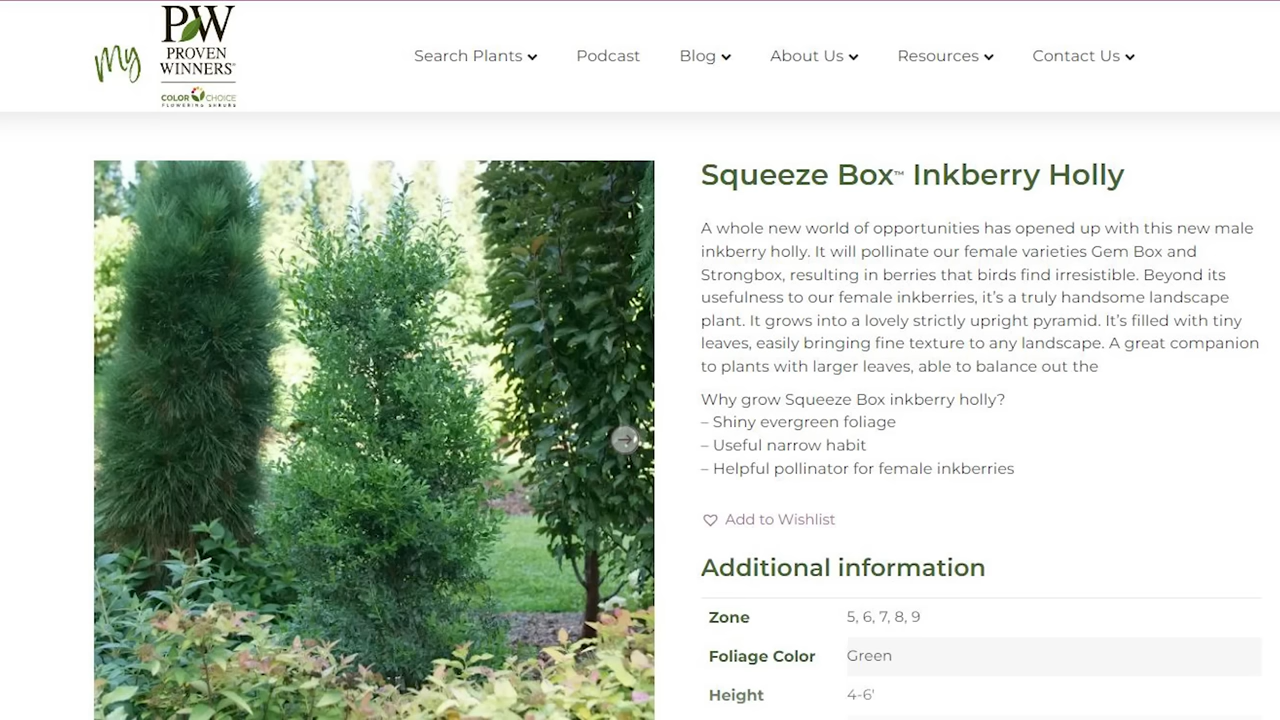 My
PW
PROVEN
WINNERS®
COLOR CHOICE
FLOWERING SHRUBS
Search Plants
Podcast
Blog
About Us
Resources
Contact Us
Squeeze Box™ Inkberry Holly
A whole new world of opportunities has opened up with this new male
inkberry holly. It will pollinate our female varieties Gem Box and
Strongbox, resulting in berries that birds find irresistible. Beyond its
usefulness to our female inkberries, it’s a truly handsome landscape
plant. It grows into a lovely strictly upright pyramid. It’s filled with tiny
leaves, easily bringing fine texture to any landscape. A great companion
to plants with larger leaves, able to balance out the
Why grow Squeeze Box inkberry holly?
– Shiny evergreen foliage
– Useful narrow habit
– Helpful pollinator for female inkberries
Add to Wishlist
Additional information
Zone 5, 6, 7, 8, 9
Foliage Color Green
Height 4-6'